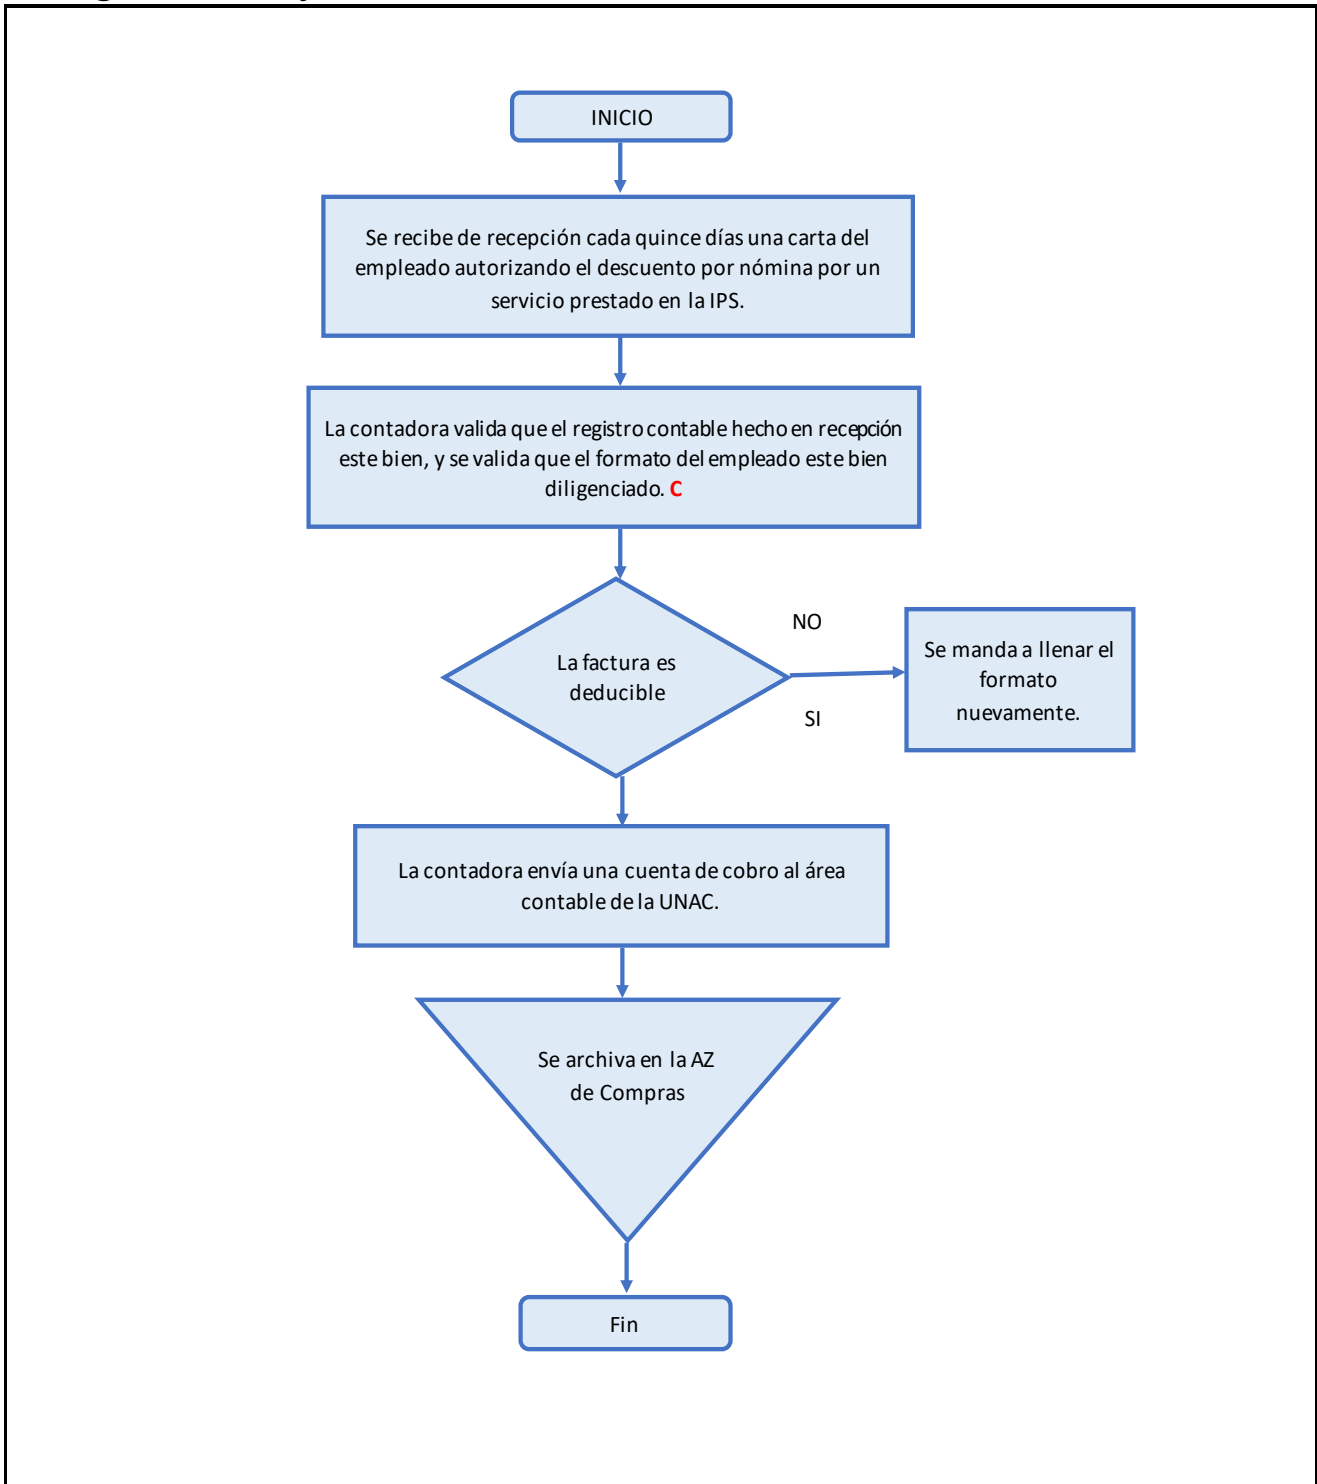 INICIO
Se recibe de recepción cada quince días una carta del
empleado autorizando el descuento por nómina por un
servicio prestado en la IPS.
La contadora valida que el registro contable hecho en recepción
este bien, y se valida que el formato del empleado este bien
diligenciado. C
La factura es
deducible
NO
SI
Se manda a llenar el
formato
nuevamente.
La contadora envía una cuenta de cobro al área
contable de la UNAC.
Se archiva en la AZ
de Compras
Fin